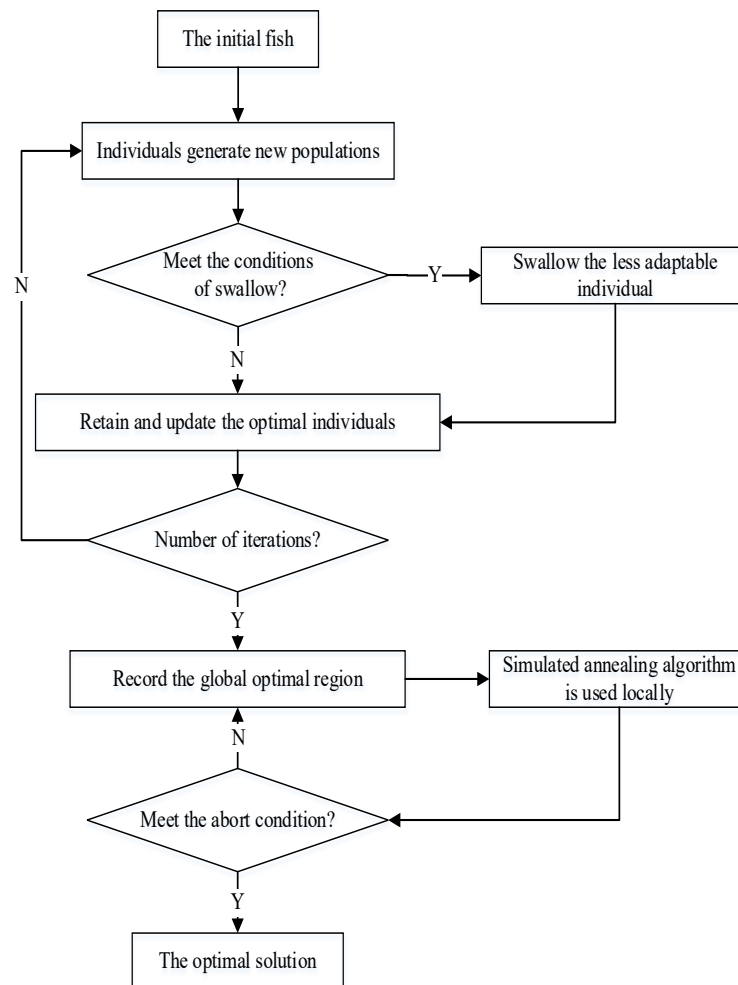 The initial fish
Individuals generate new populations
Meet the conditions
of swallow?
Y
Swallow the less adaptable
individual
N
N
Retain and update the optimal individuals
Number of iterations?
Y
Record the global optimal region
Simulated annealing algorithm
is used locally
N
Meet the abort condition?
Y
The optimal solution